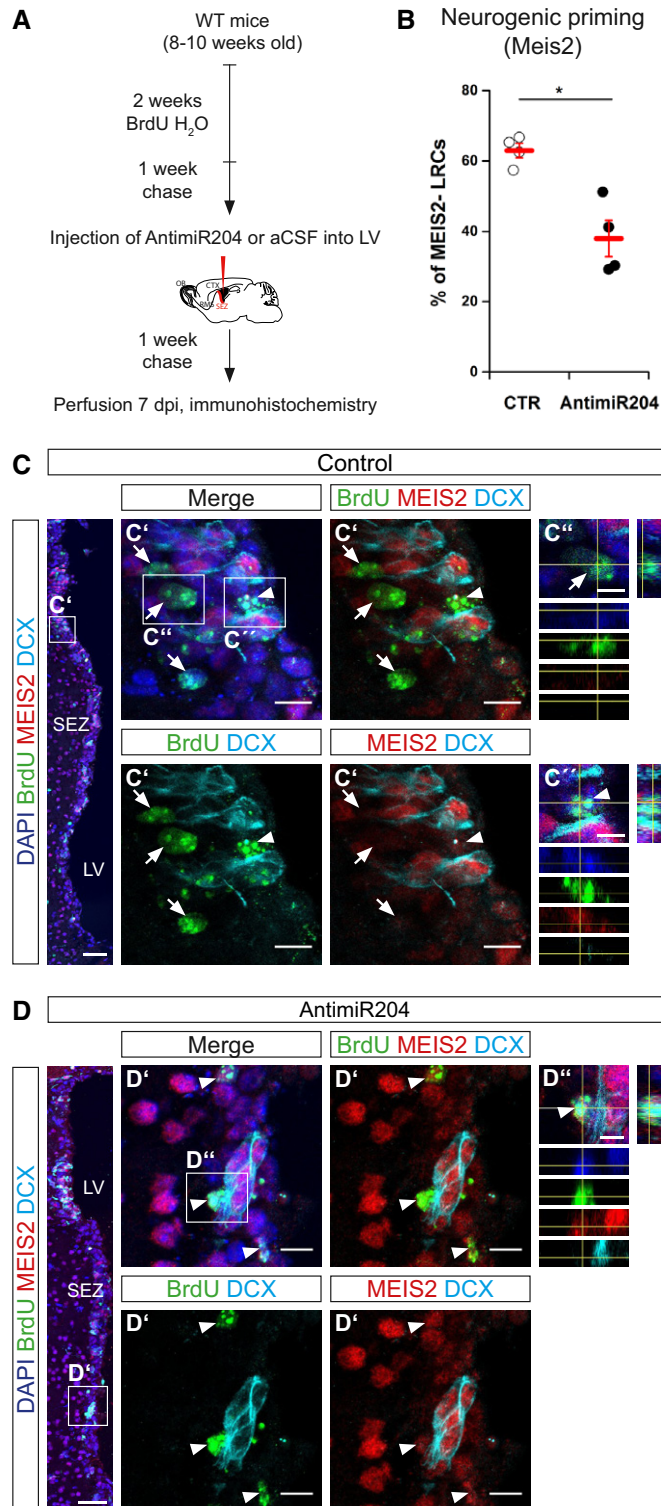 A
WT mice
(8-10 weeks old)
2 weeks
BrdU H2O
1 week
chase
Injection of AntimiR204 or aCSF into LV
OB
CTX
RMS
SEZ
1 week
chase
Perfusion 7 dpi, immunohistochemistry
B
Neurogenic priming
(Meis2)
% of MEIS2- LRCs
80
60
40
20
0
*
CTR
AntimiR204
C
Control
DAPI BrdU MEIS2 DCX
C‘
SEZ
LV
Merge
C‘
C‘‘
C´´
BrdU MEIS2 DCX
C‘
C‘‘
BrdU DCX
C‘
MEIS2 DCX
C‘
C´´
D
AntimiR204
DAPI BrdU MEIS2 DCX
LV
SEZ
D‘
Merge
D‘
D‘‘
BrdU MEIS2 DCX
D‘
D‘‘
BrdU DCX
D‘
MEIS2 DCX
D‘